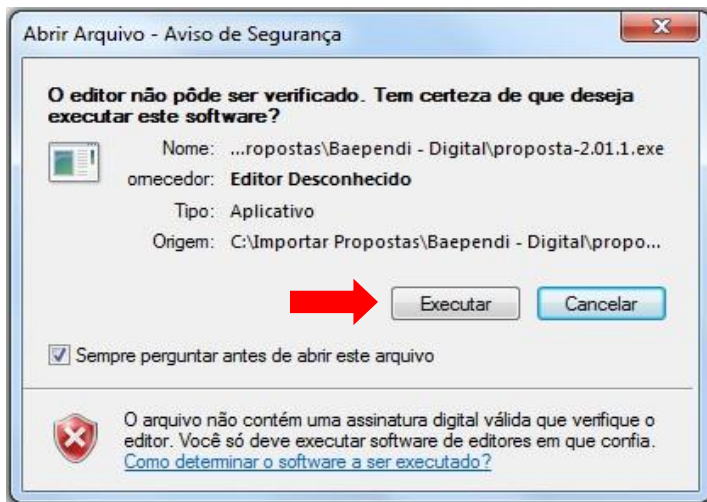 Abrir Arquivo - Aviso de Segurança
O editor não pôde ser verificado. Tem certeza de que deseja
executar este software?
Nome: ...ropostas\Baependi - Digital\proposta-2.01.1.exe
ornecedor: Editor Desconhecido
Tipo: Aplicativo
Origem: C:\Importar Propostas\Baependi - Digital\propo...
Executar Cancelar
Sempre perguntar antes de abrir este arquivo
O arquivo não contém uma assinatura digital válida que verifique o
editor. Você só deve executar software de editores em que confia.
Como determinar o software a ser executado?